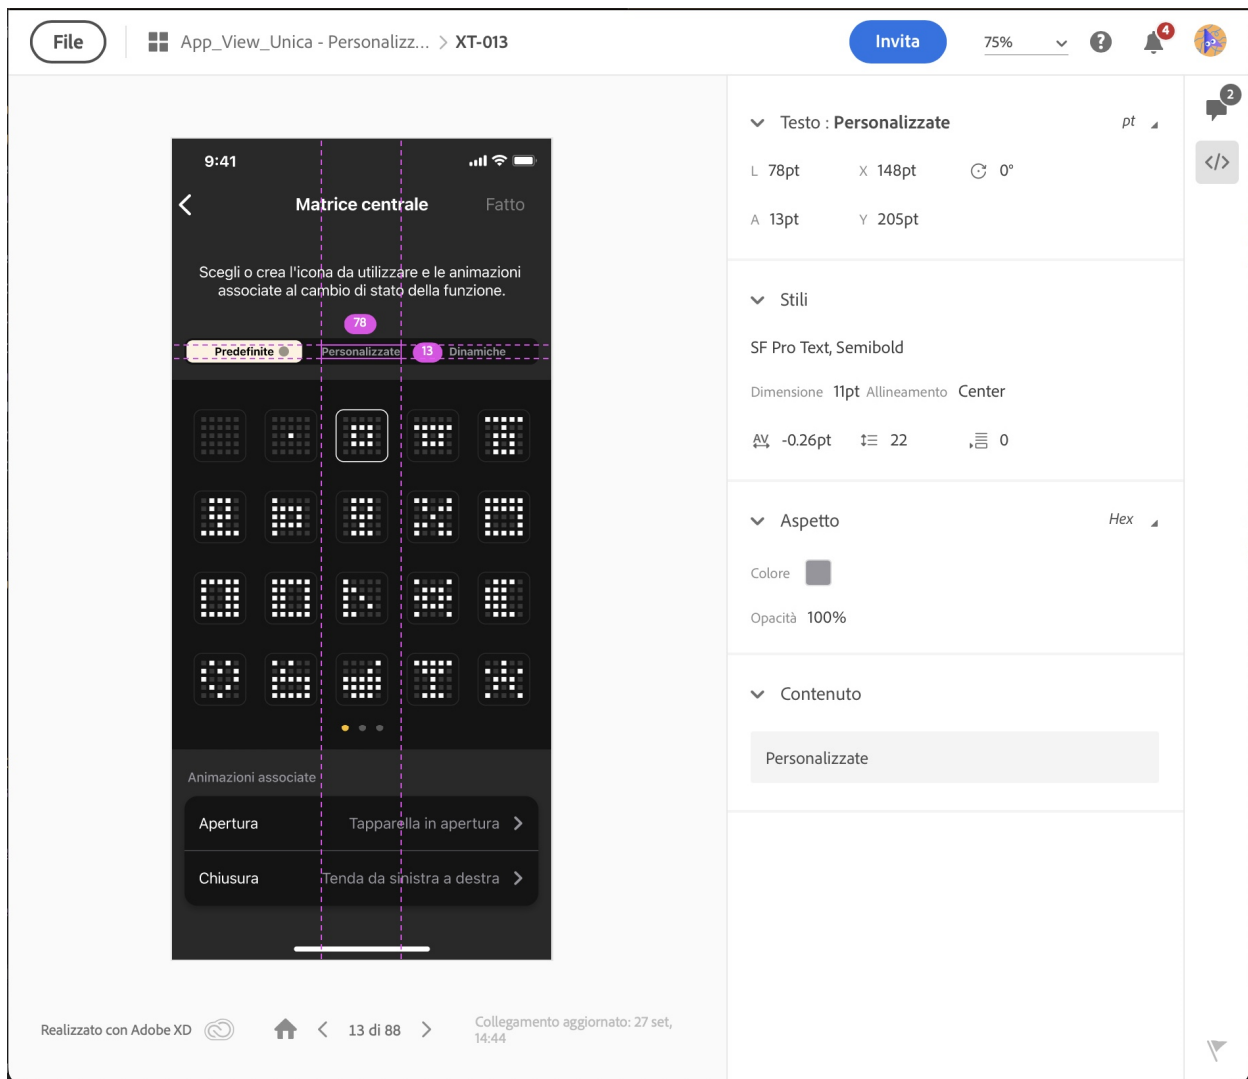 File
App_View_Unica - Personalizz... > XT-013
Invita
75%
4
2
Testo : Personalizzate
pt
L 78pt
X 148pt
0°
A 13pt
Y 205pt
Stili
SF Pro Text, Semibold
Dimensione 11pt Allineamento Center
AV -0.26pt
22
0
Aspetto
Hex
Colore
Opacità 100%
Contenuto
Personalizzate
9:41
Matrice centrale
Fatto
Scegli o crea l'icona da utilizzare e le animazioni
associate al cambio di stato della funzione.
78
Predefinite
Personalizzate
13
Dinamiche
Animazioni associate
Apertura
Tapparella in apertura
Chiusura
Tenda da sinistra a destra
Realizzato con Adobe XD
13 di 88
Collegamento aggiornato: 27 set,
14:44